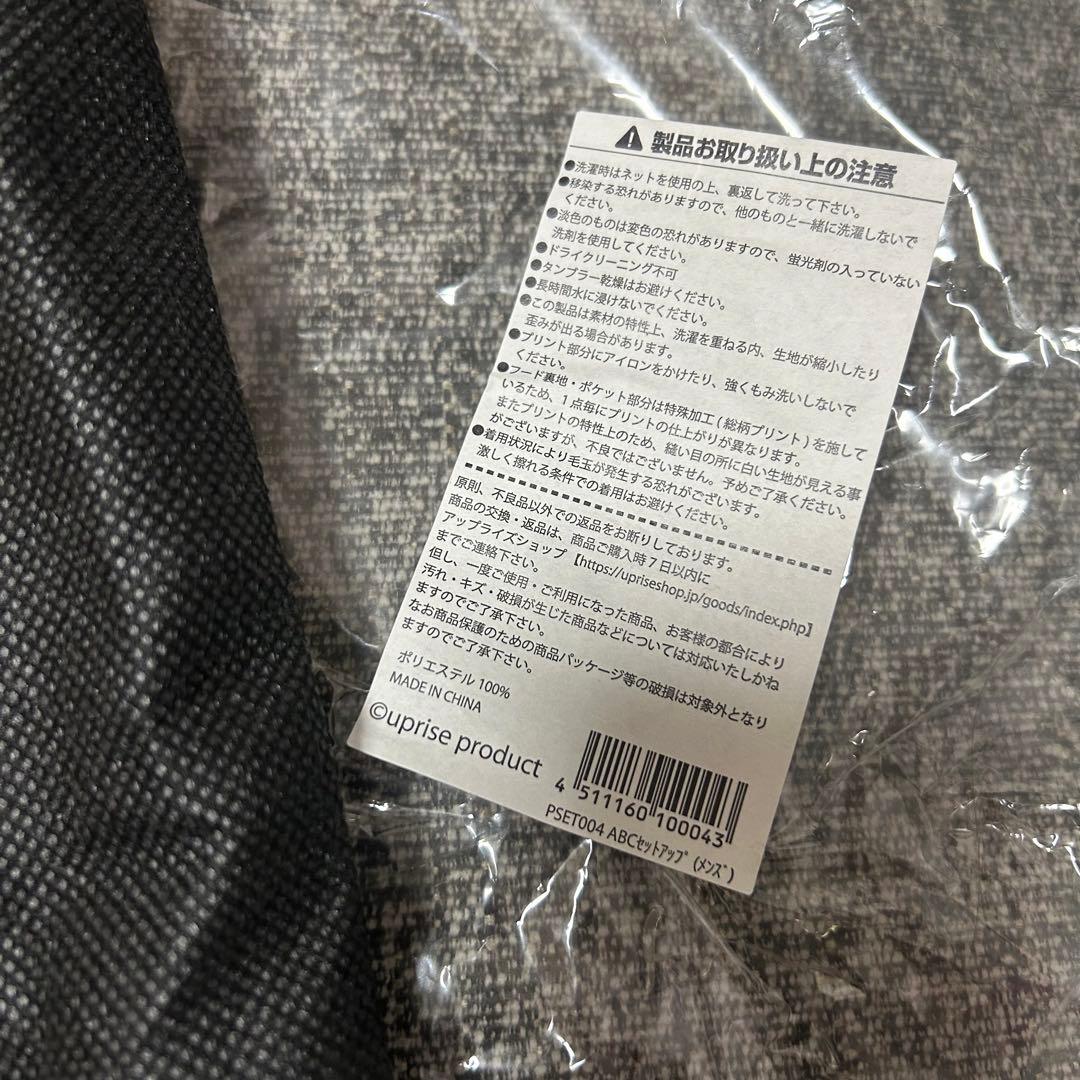 製品お取り扱い上の注意
●洗濯時はネットを使用の上、裏返して洗って下さい。
●移染する恐れがありますので、他のものと一緒に洗濯しないで
ください。
●淡色のものは変色の恐れがありますので、蛍光剤の入っていない
洗剤を使用してください。
●ドライクリーニング不可
●タンブラー乾燥はお避けください。
●長時間水に浸けないでください。
●この製品は素材の特性上、洗濯を重ねる内、生地が縮小したり
歪みが出る場合があります。
●プリント部分にアイロンをかけたり、強くもみ洗いしないで
ください。
●フード裏地・ポケット部分は特殊加工(総柄プリント)を施して
いるため、1点毎にプリントの仕上がりが異なります。
またプリントの特性上のため、縫い目の所に白い生地が見える事
がございますが、不良ではございません。予めご了承ください。
●着用状況により毛玉が発生する恐れがございます。
激しく擦れる条件での着用はお避けください。
原則、不良品以外での返品をお断りしております。
商品の交換・返品は、商品ご購入時7日以内に
アップライズショップ【https://upriseshop.jp/goods/index.php】
までご連絡下さい。
但し、一度ご使用・ご利用になった商品、お客様の都合により
汚れ・キズ・破損が生じた商品などについては対応いたしかね
ますのでご了承下さい。
なお商品保護のための商品パッケージ等の破損は対象外となり
ますのでご了承下さい。
ポリエステル 100%
MADE IN CHINA
©uprise product
4 511160 100043
PSET004 ABCセットアップ (メンズ)